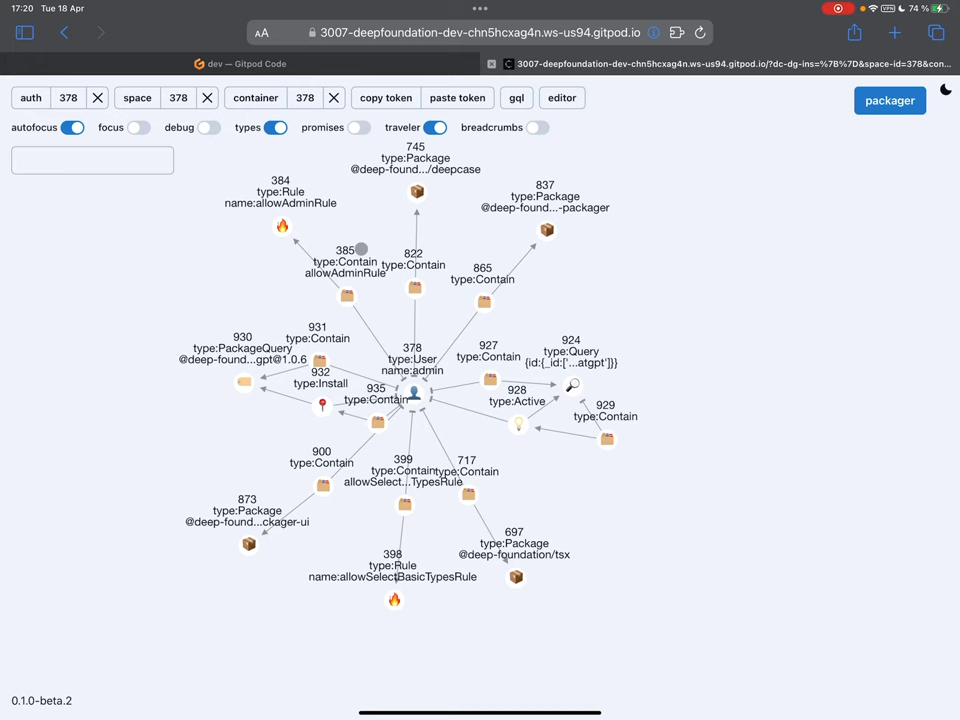 17:20 Tue 18 Apr
VPN 74 %
AA 3007-deepfoundation-dev-chn5hcxag4n.ws-us94.gitpod.io
dev — Gitpod Code
3007-deepfoundation-dev-chn5hcxag4n.ws-us94.gitpod.io/?dc-dg-ins=%7B%7D&space-id=378&con...
auth 378 space 378 container 378 copy token paste token gql editor
packager
autofocus focus debug types promises traveler breadcrumbs
745
type:Package
@deep-found.../deepcase
384
type:Rule
name:allowAdminRule
837
type:Package
@deep-found...-packager
385
type:Contain
allowAdminRule
822
type:Contain
865
type:Contain
931
type:Contain
930
type:PackageQuery
@deep-found...gpt@1.0.6
932
type:Install
935
type:Contain
378
type:User
name:admin
927
type:Contain
924
type:Query
{id:{_id:['...atgpt']}}
928
type:Active
929
type:Contain
900
type:Contain
399
type:Contain
allowSelect...TypesRule
717
type:Contain
873
type:Package
@deep-found...ckager-ui
697
type:Package
@deep-foundation/tsx
398
type:Rule
name:allowSelectBasicTypesRule
0.1.0-beta.2